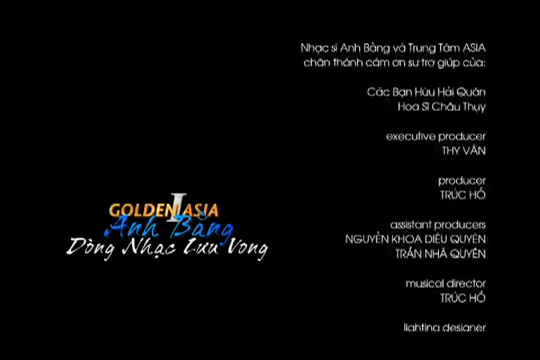 Nhạc sĩ Anh Bằng và Trung Tâm ASIA
chân thành cám ơn sự trợ giúp của:
Các Bạn Hữu Hải Quân
Họa Sĩ Châu Thụy
executive producer
THY VÂN
producer
TRÚC HỒ
assistant producers
NGUYỄN KHOA DIỆU QUYÊN
TRẦN NHÃ QUYÊN
musical director
TRÚC HỒ
lighting designer
GOLDEN ASIA I
Anh Bằng
Dòng Nhạc Lưu Vong